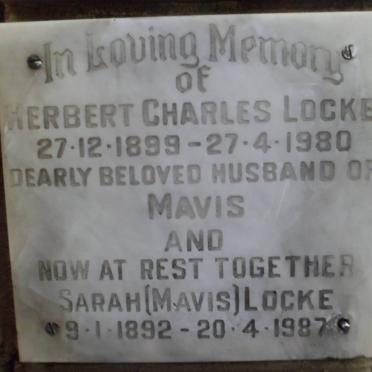 In Loving Memory
of
HERBERT CHARLES LOCKE
27·12·1899-27·4·1980
DEARLY BELOVED HUSBAND OF
MAVIS
AND
NOW AT REST TOGETHER
SARAH(MAVIS)LOCKE
9·1·1892-20·4·1987